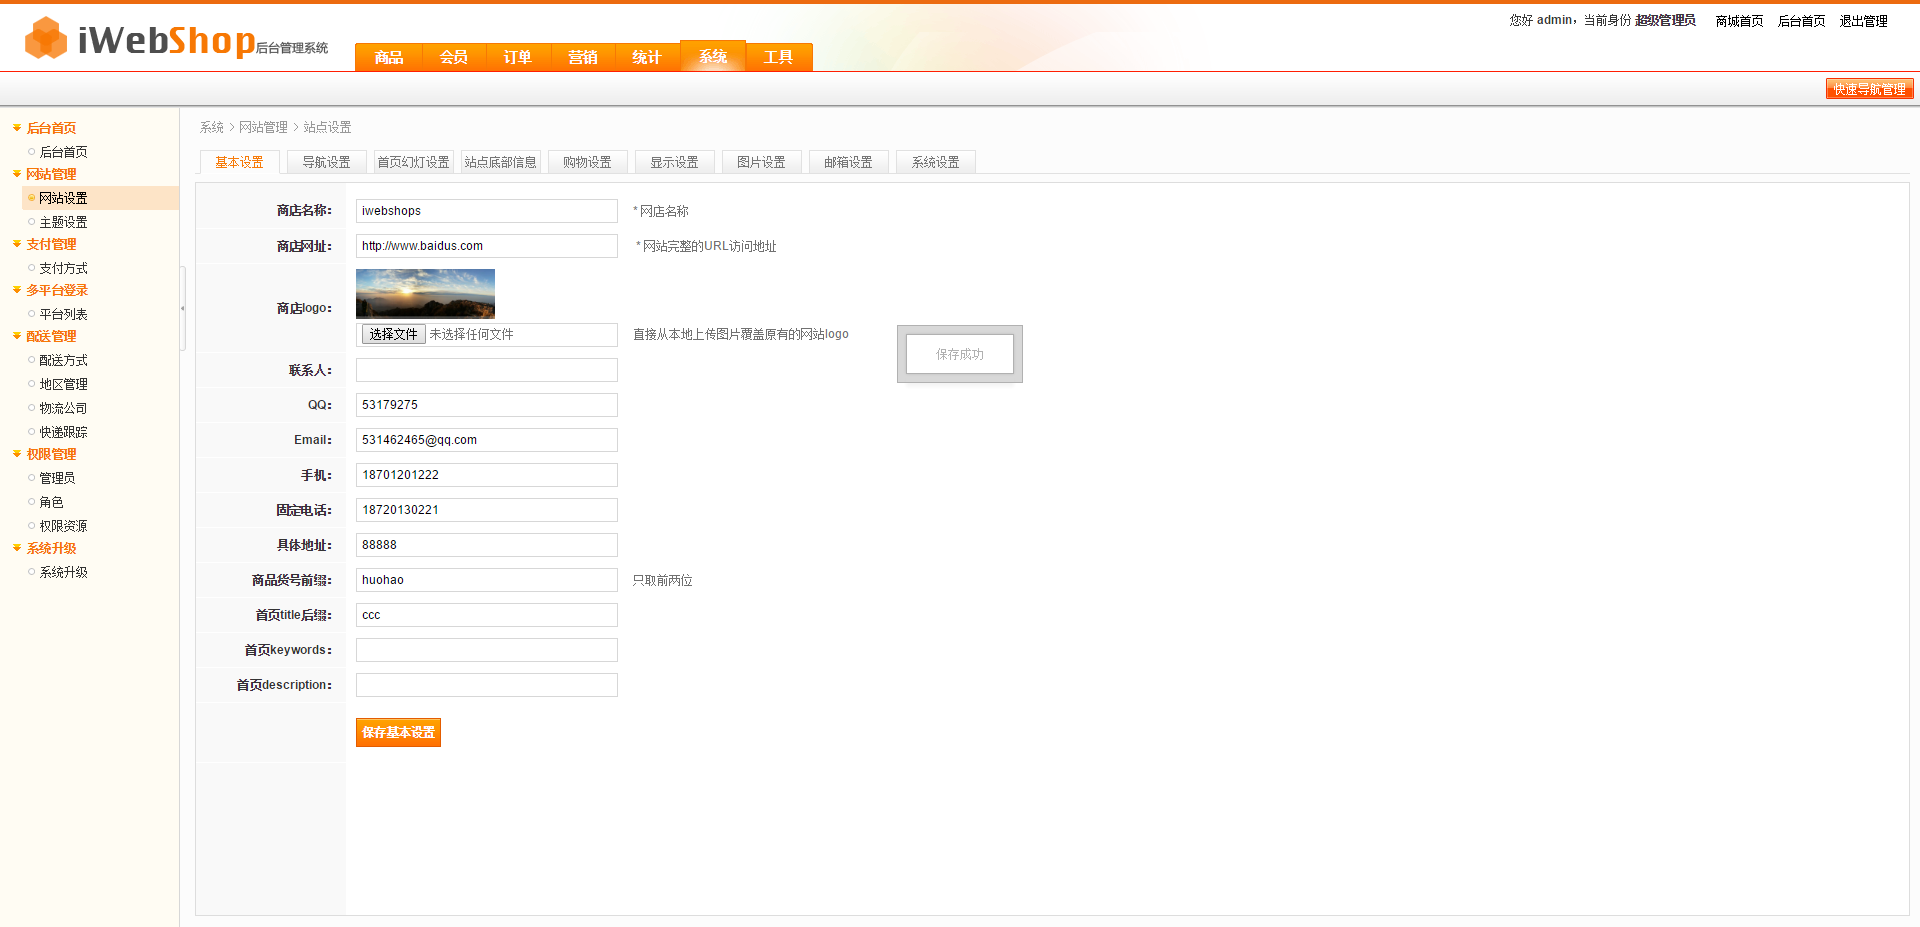 iWebShop后台管理系统
您好 admin，当前身份 超级管理员 商城首页 后台首页 退出管理
商品 会员 订单 营销 统计 系统 工具
快速导航管理
后台首页
后台首页
网站管理
网站设置
主题设置
支付管理
支付方式
多平台登录
平台列表
配送管理
配送方式
地区管理
物流公司
快递跟踪
权限管理
管理员
角色
权限资源
系统升级
系统升级
系统 > 网站管理 > 站点设置
基本设置 导航设置 首页幻灯设置 站点底部信息 购物设置 显示设置 图片设置 邮箱设置 系统设置
商店名称： iwebshops * 网店名称
商店网址： http://www.baidus.com * 网站完整的URL访问地址
商店logo：
选择文件 未选择任何文件 直接从本地上传图片覆盖原有的网站logo
保存成功
联系人：
QQ： 53179275
Email： 531462465@qq.com
手机： 18701201222
固定电话： 18720130221
具体地址： 88888
商品货号前缀： huohao 只取前两位
首页title后缀： ccc
首页keywords：
首页description：
保存基本设置